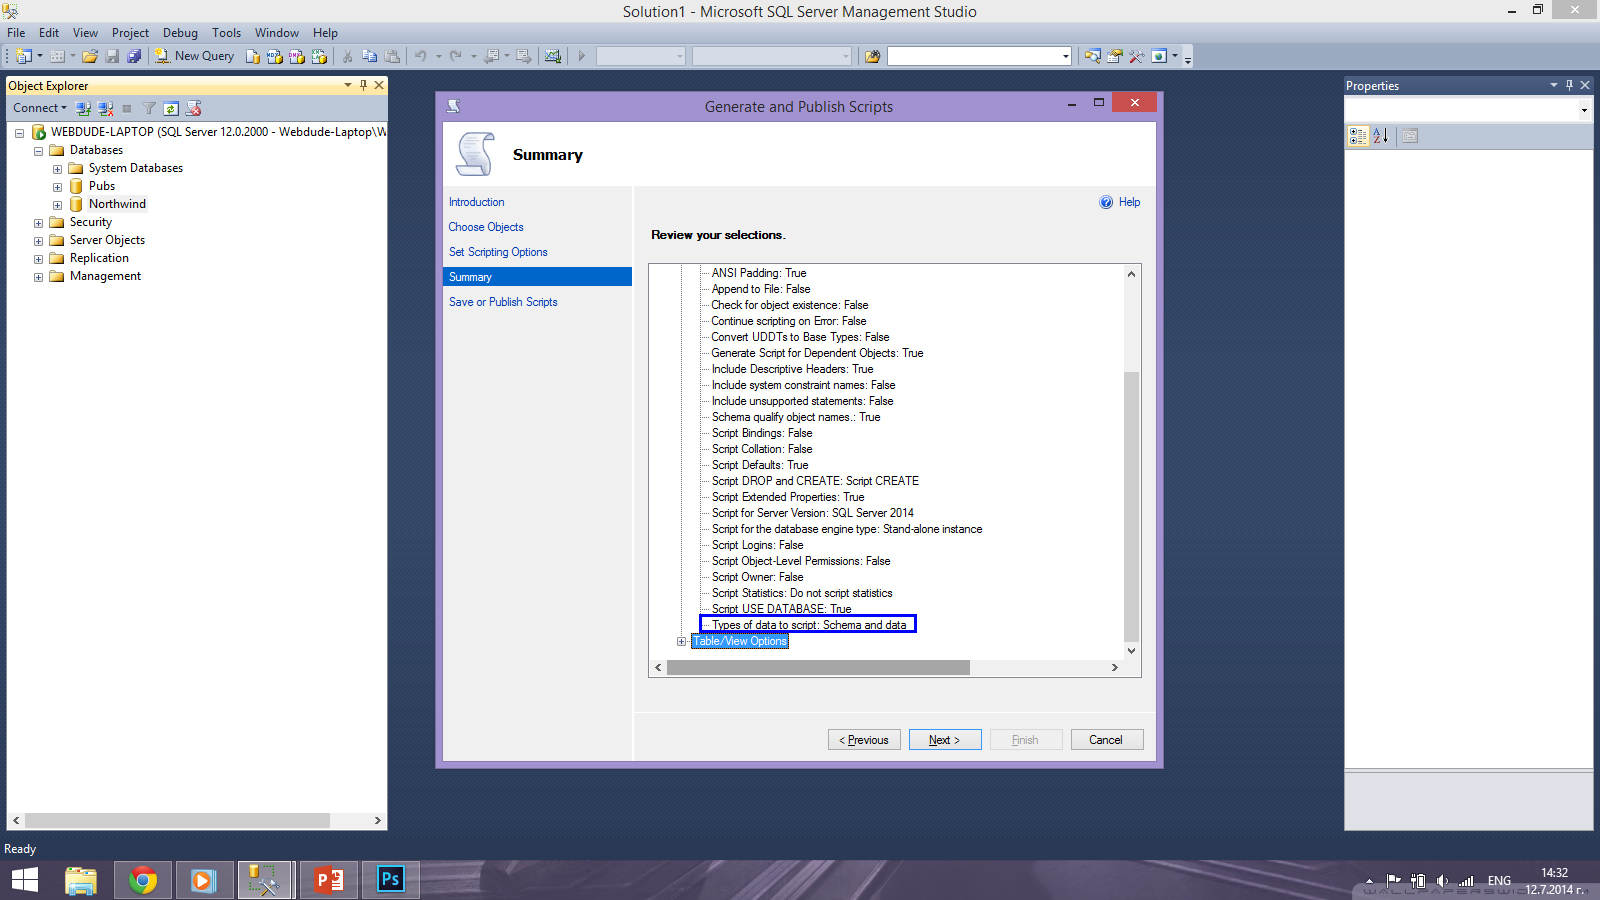 Solution1 - Microsoft SQL Server Management Studio
File Edit View Project Debug Tools Window Help
New Query
Object Explorer
Connect
WEBDUDE-LAPTOP (SQL Server 12.0.2000 - Webdude-Laptop\W
Databases
System Databases
Pubs
Northwind
Security
Server Objects
Replication
Management
Generate and Publish Scripts
Summary
Introduction
Choose Objects
Set Scripting Options
Summary
Save or Publish Scripts
Help
Review your selections.
ANSI Padding: True
Append to File: False
Check for object existence: False
Continue scripting on Error: False
Convert UDDTs to Base Types: False
Generate Script for Dependent Objects: True
Include Descriptive Headers: True
Include system constraint names: False
Include unsupported statements: False
Schema qualify object names.: True
Script Bindings: False
Script Collation: False
Script Defaults: True
Script DROP and CREATE: Script CREATE
Script Extended Properties: True
Script for Server Version: SQL Server 2014
Script for the database engine type: Stand-alone instance
Script Logins: False
Script Object-Level Permissions: False
Script Owner: False
Script Statistics: Do not script statistics
Script USE DATABASE: True
Types of data to script: Schema and data
Table/View Options
< Previous Next > Finish Cancel
Properties
Ready
Ps
ENG
14:32
12.7.2014 г.